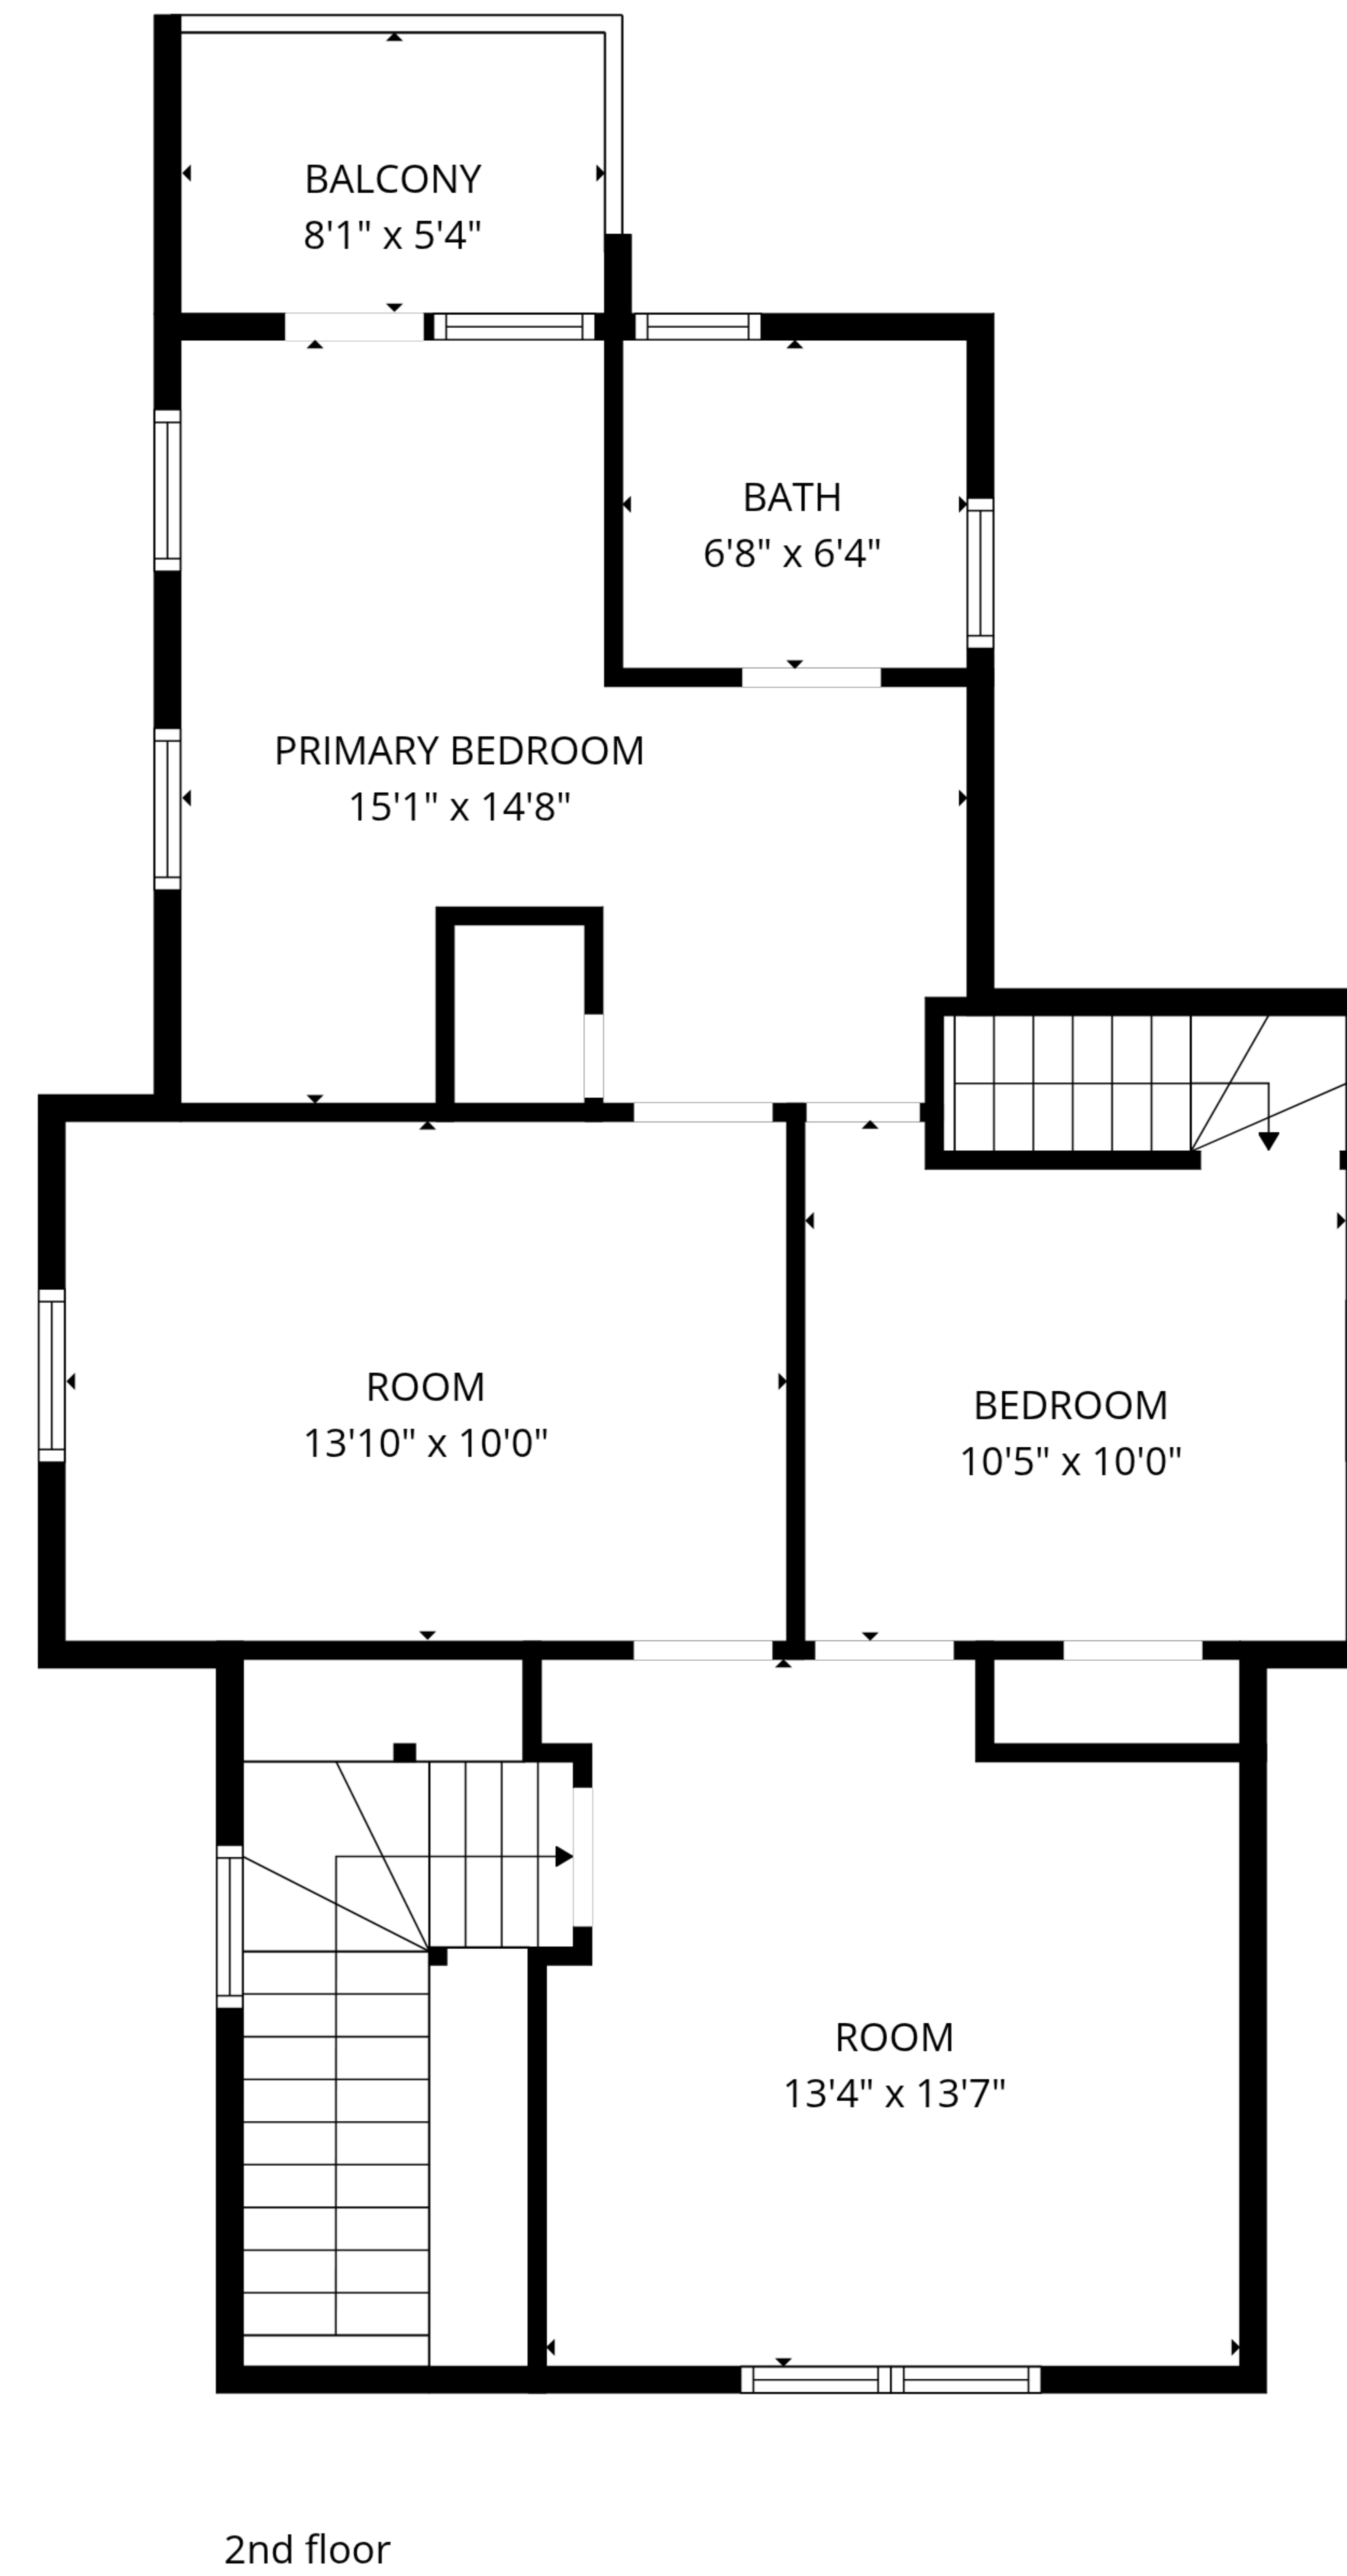 BALCONY
8'1" x 5'4"
BATH
6'8" x 6'4"
PRIMARY BEDROOM
15'1" x 14'8"
ROOM
13'10" x 10'0"
BEDROOM
10'5" x 10'0"
ROOM
13'4" x 13'7"
2nd floor